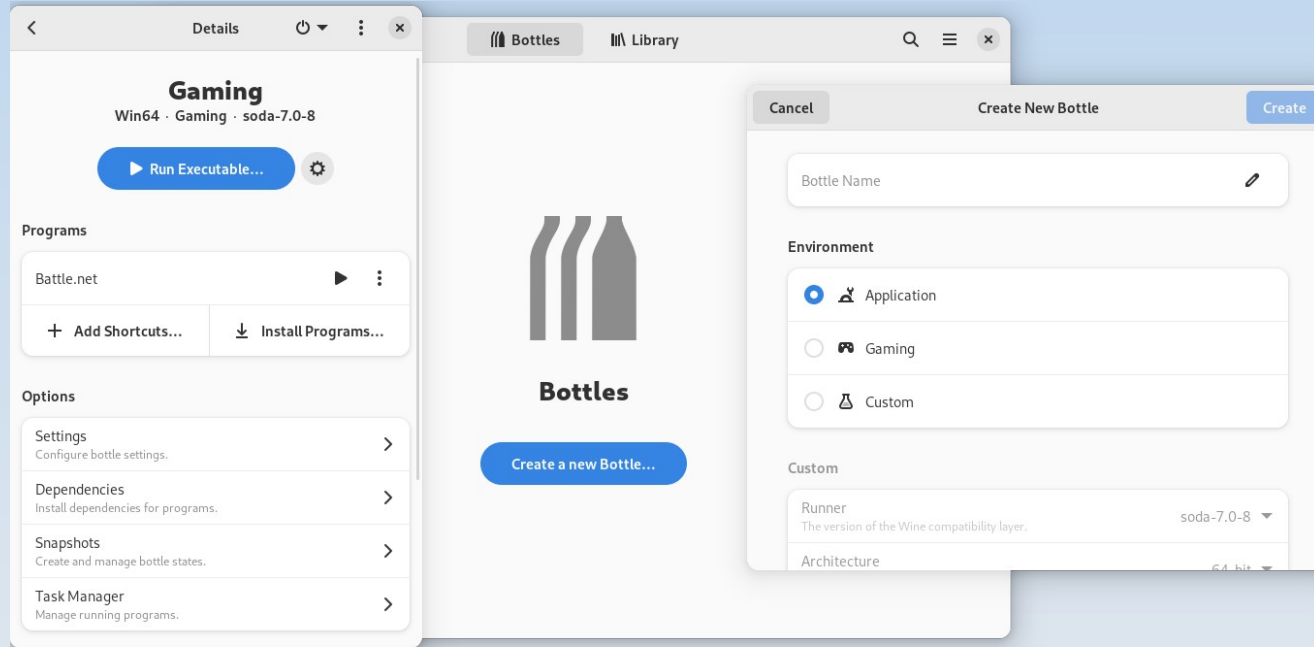 Details
Gaming
Win64 · Gaming · soda-7.0-8
Run Executable...
Programs
Battle.net
Add Shortcuts...
Install Programs...
Options
Settings
Configure bottle settings.
Dependencies
Install dependencies for programs.
Snapshots
Create and manage bottle states.
Task Manager
Manage running programs.
Bottles
Library
Bottles
Create a new Bottle...
Cancel
Create New Bottle
Create
Bottle Name
Environment
Application
Gaming
Custom
Custom
Runner
The version of the Wine compatibility layer.
soda-7.0-8
Architecture
64-bit